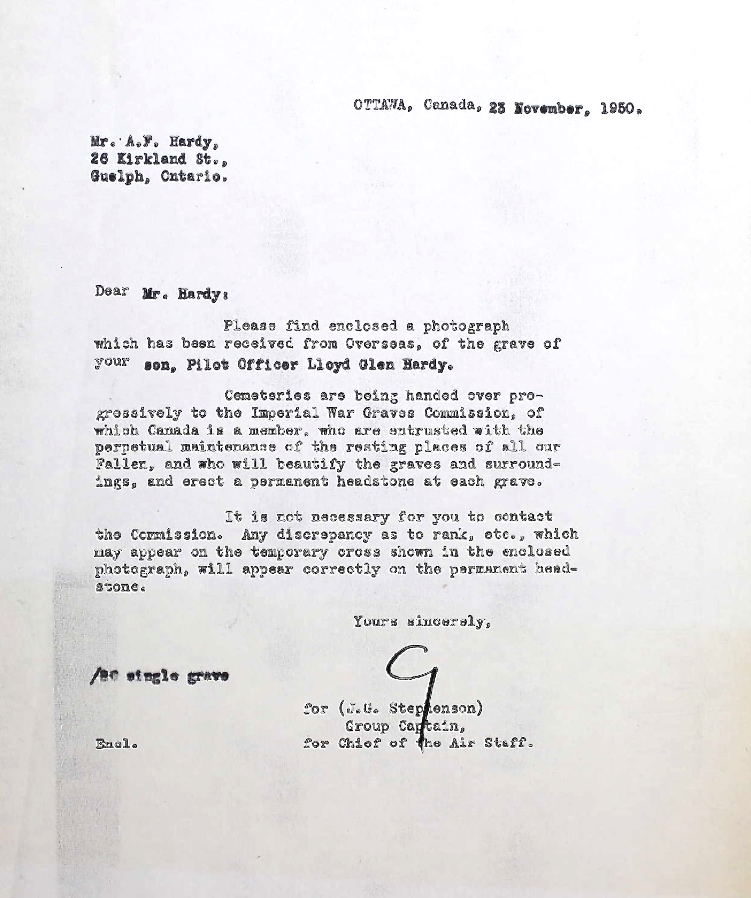 OTTAWA, Canada, 23 November, 1950.
Mr. A.F. Hardy,
26 Kirkland St.,
Guelph, Ontario.
Dear Mr. Hardy:
Please find enclosed a photograph
which has been received from Overseas, of the grave of
your son, Pilot Officer Lloyd Glen Hardy.
Cemeteries are being handed over pro-
gressively to the Imperial War Graves Commission, of
which Canada is a member, who are entrusted with the
perpetual maintenance of the resting places of all our
Fallen, and who will beautify the graves and surround-
ings, and erect a permanent headstone at each grave.
It is not necessary for you to contact
the Commission. Any discrepancy as to rank, etc., which
may appear on the temporary cross shown in the enclosed
photograph, will appear correctly on the permanent head-
stone.
Yours sincerely,
single grave
for (J.G. Stephenson)
Group Captain,
Encl.
for Chief of the Air Staff.